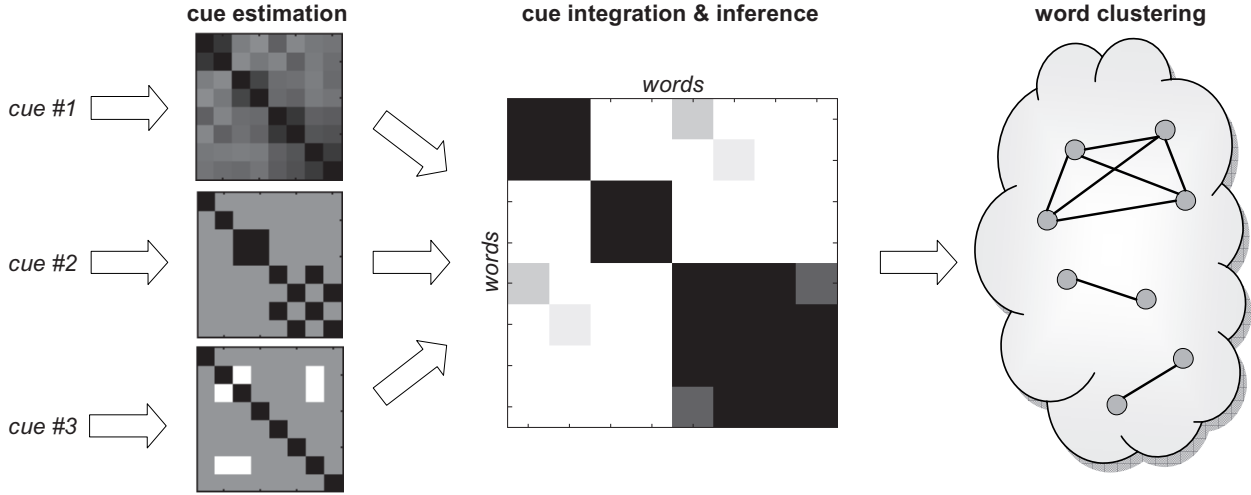 cue estimation
cue integration & inference
word clustering
cue #1
cue #2
cue #3
words
words